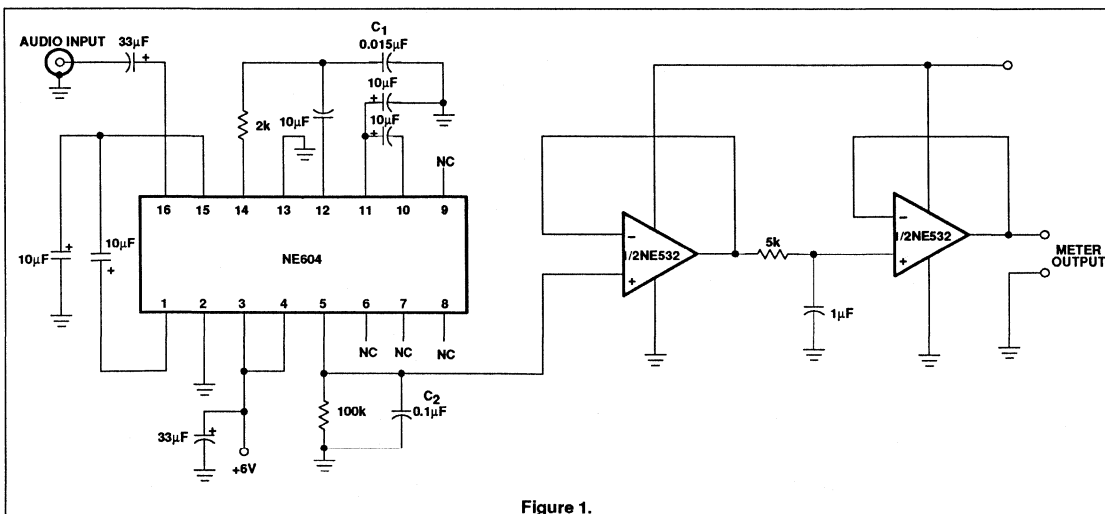 AUDIO INPUT
33µF
+
C1
0.015µF
10µF
+
10µF
+
2k
10µF
NC
16 15 14 13 12 11 10 9
10µF
+
10µF
+
NE604
1 2 3 4 5 6 7 8
NC NC NC
33µF
+
+6V
100k
C2
0.1µF
−
1/2NE532
+
5k
1µF
−
1/2NE532
+
METER
OUTPUT
Figure 1.